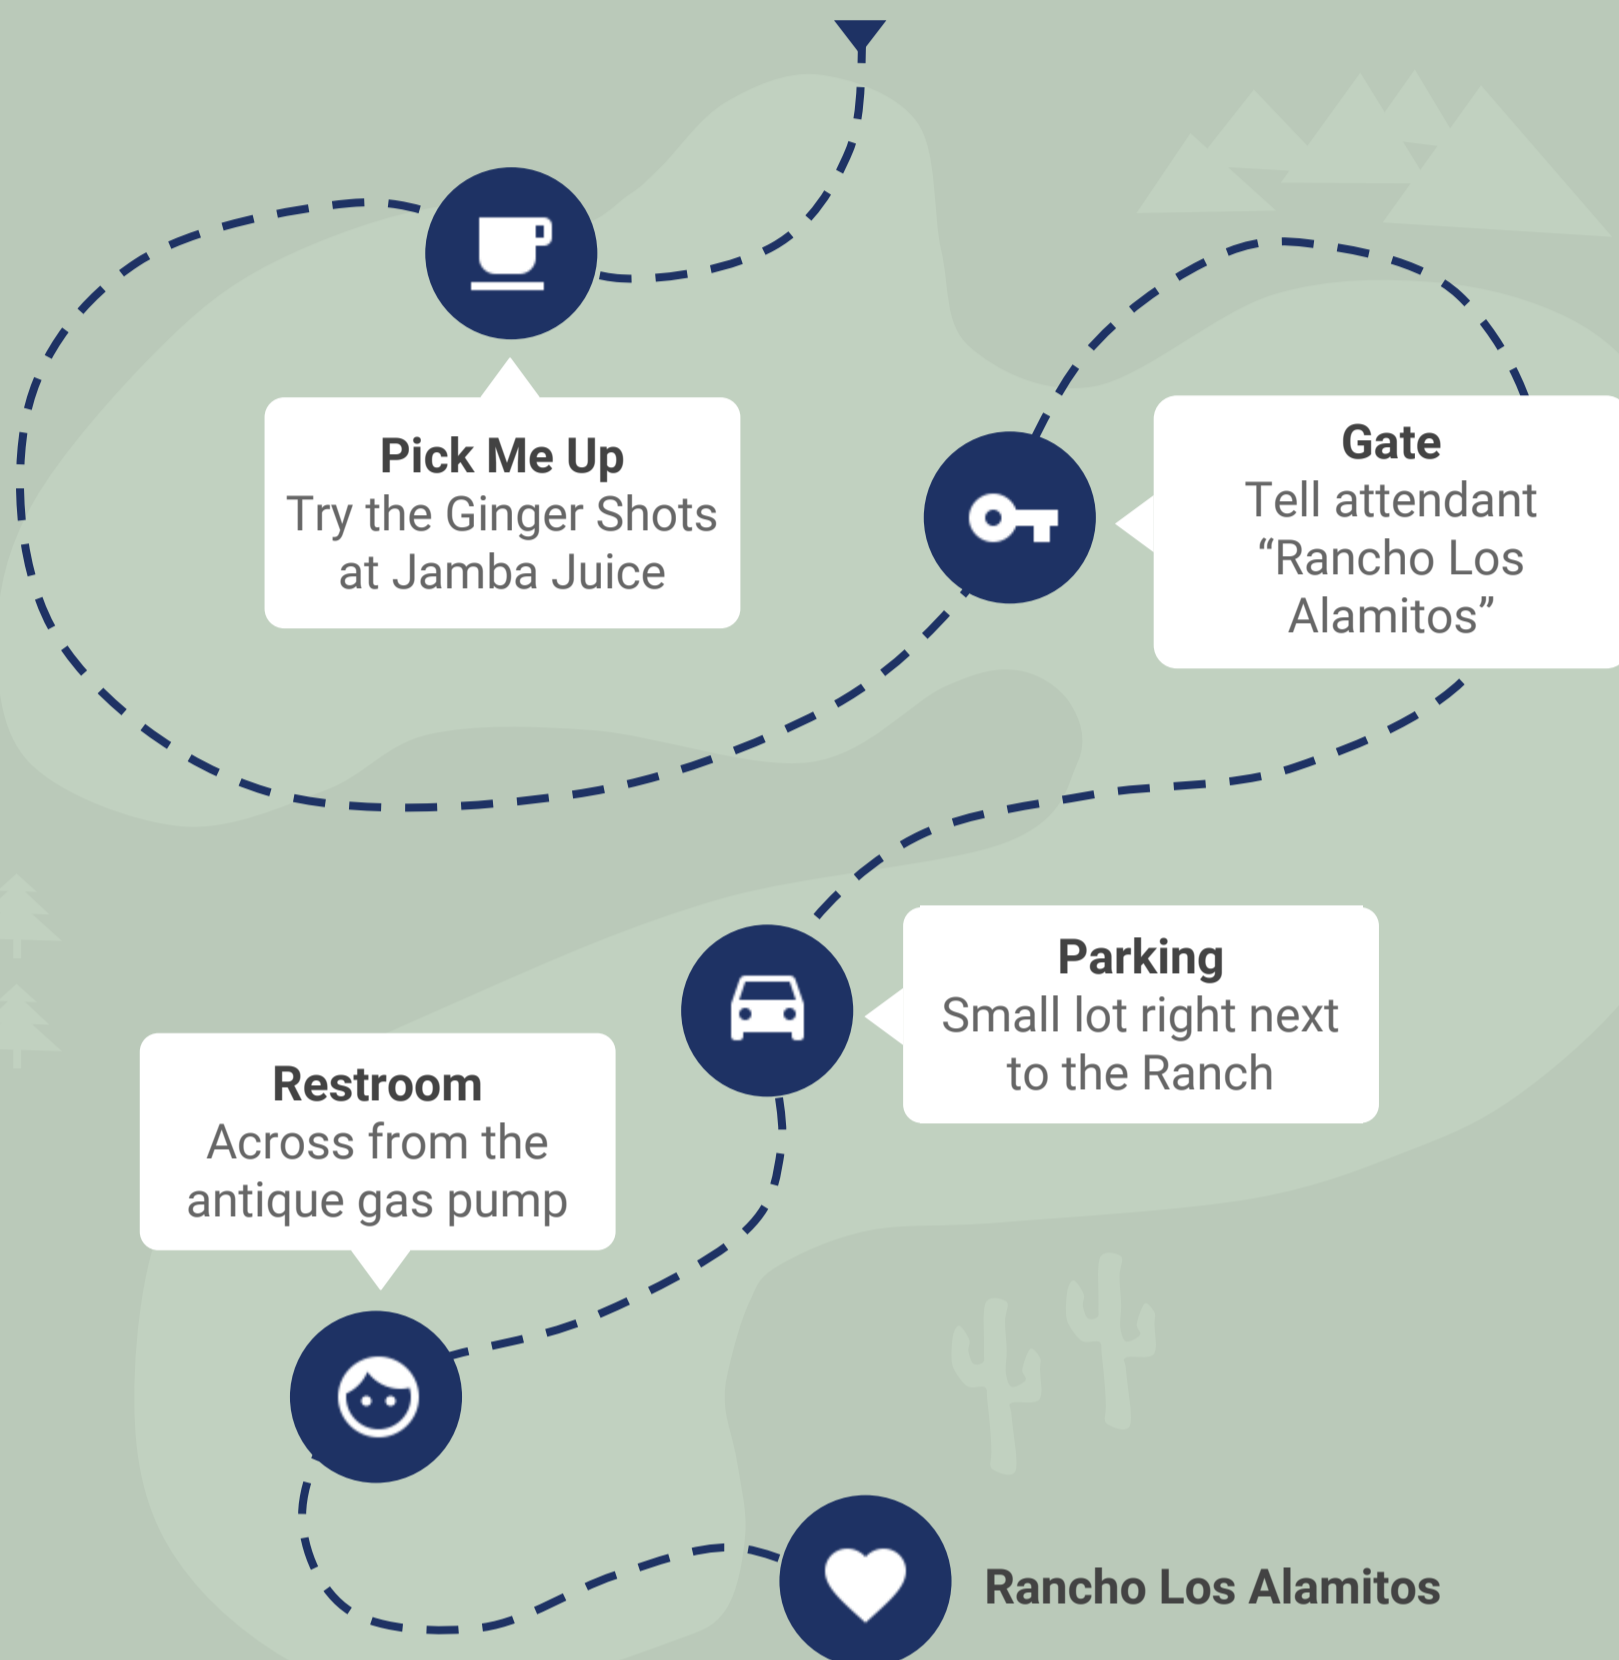 Pick Me Up
Try the Ginger Shots
at Jamba Juice
Gate
Tell attendant
“Rancho Los
Alamitos”
Parking
Small lot right next
to the Ranch
Restroom
Across from the
antique gas pump
Rancho Los Alamitos